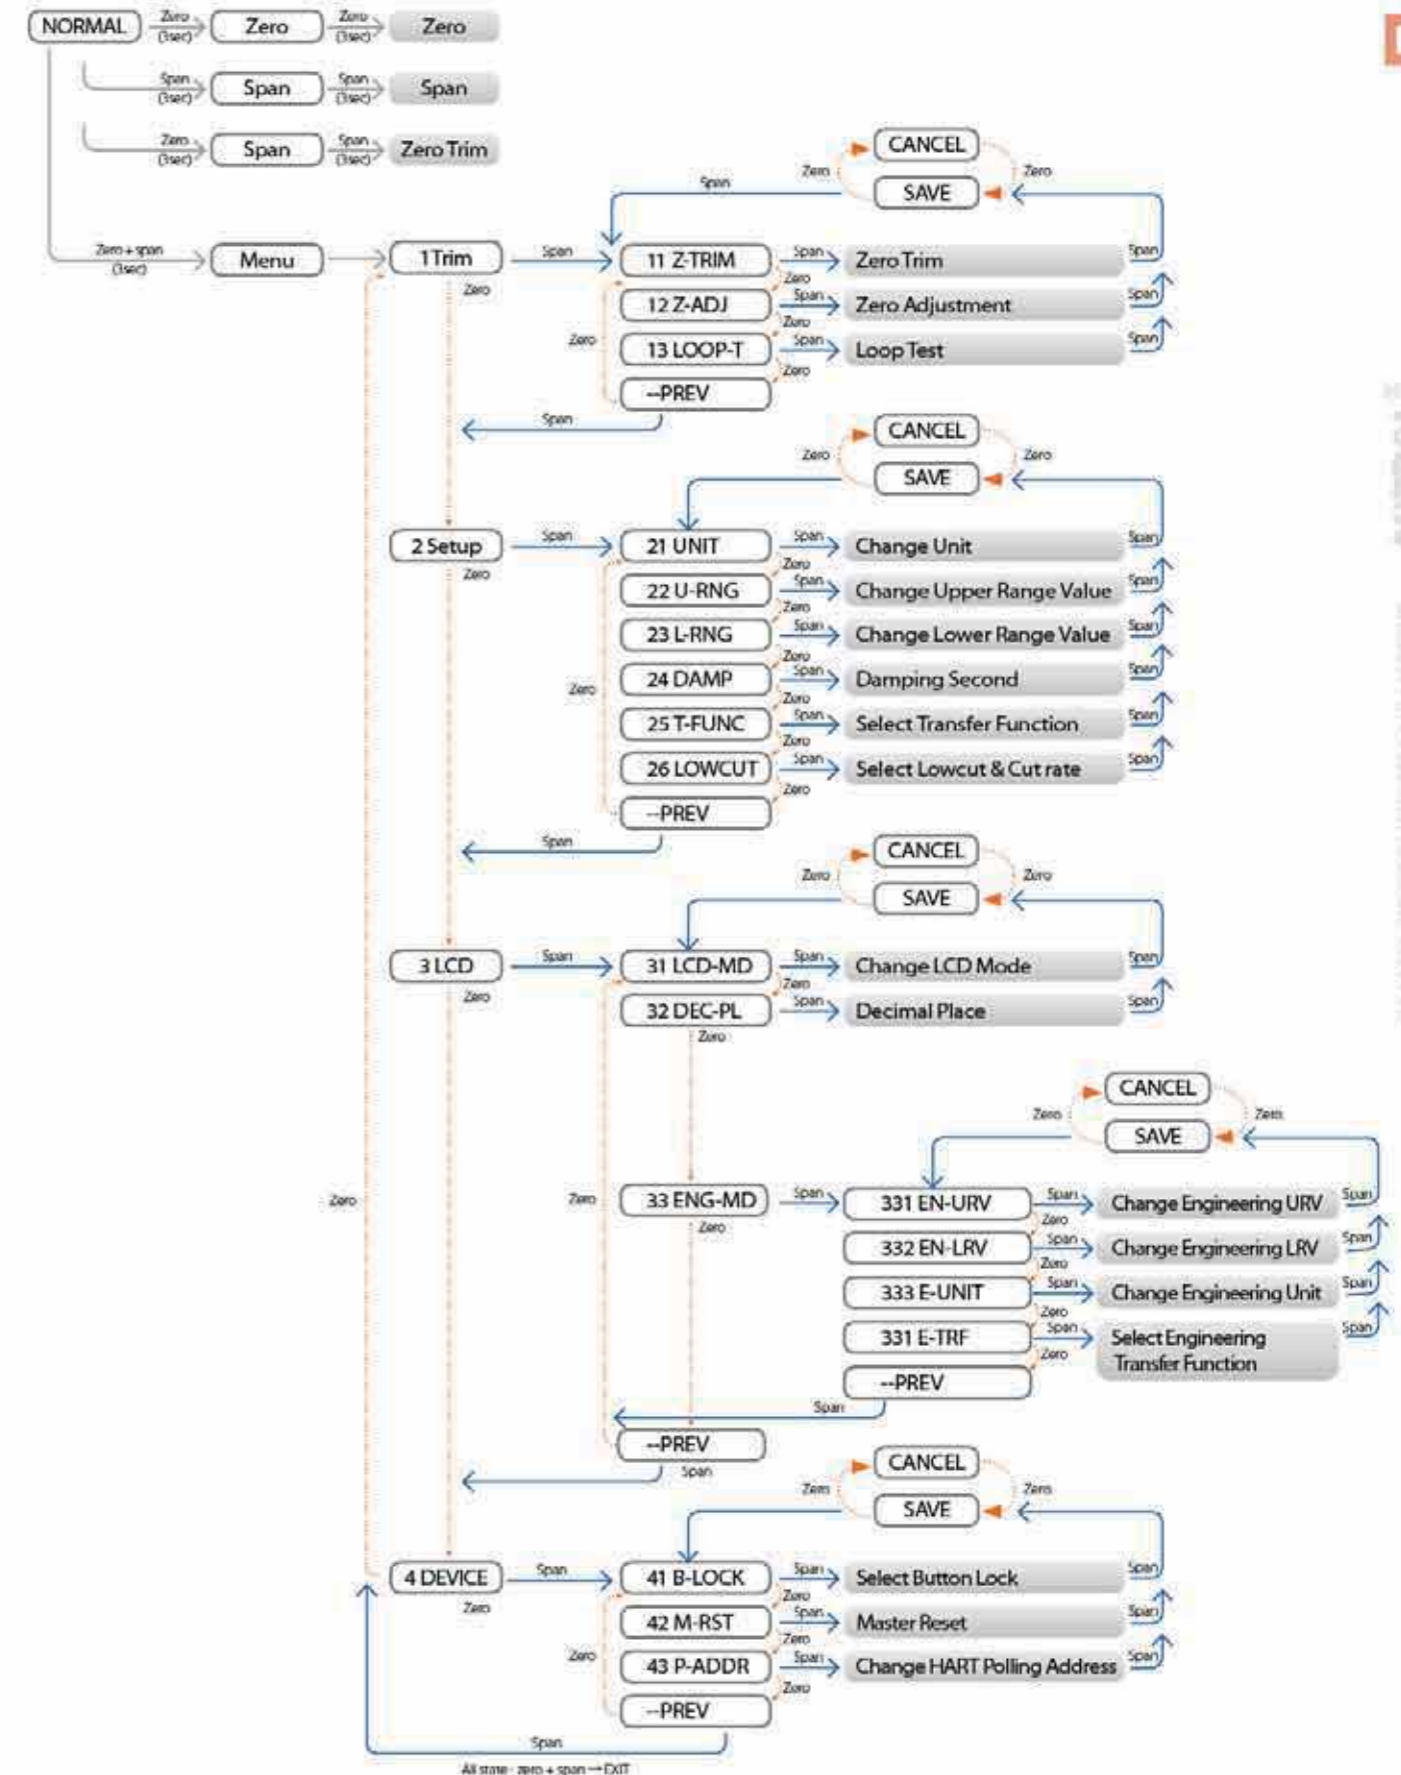 NORMAL Zero (3sec) Zero Zero (3sec) Zero
Span (3sec) Span Span (3sec) Span
Zero (3sec) Span Span (3sec) Zero Trim
CANCEL
Zero Zero
Span SAVE
Zero + span (3sec) Menu 1 Trim Span 11 Z-TRIM Span Zero Trim Span
Zero Zero
12 Z-ADJ Span Zero Adjustment Span
Zero
Zero 13 LOOP-T Span Loop Test Span
Zero
--PREV
Span
CANCEL
Zero Zero
SAVE
2 Setup Span 21 UNIT Span Change Unit Span
Zero Zero
22 U-RNG Span Change Upper Range Value Span
Zero
23 L-RNG Span Change Lower Range Value Span
Zero
Zero 24 DAMP Span Damping Second Span
Zero
25 T-FUNC Span Select Transfer Function Span
Zero
26 LOWCUT Span Select Lowcut & Cut rate Span
Zero
--PREV
Span
CANCEL
Zero Zero
SAVE
3 LCD Span 31 LCD-MD Span Change LCD Mode Span
Zero Zero
32 DEC-PL Span Decimal Place Span
Zero
CANCEL
Zero Zero
SAVE
Zero Zero 33 ENG-MD Span 331 EN-URV Span Change Engineering URV Span
Zero Zero
332 EN-LRV Span Change Engineering LRV Span
Zero
333 E-UNIT Span Change Engineering Unit Span
Zero
331 E-TRF Span Select Engineering Span
Zero Transfer Function
--PREV
Span
--PREV
Span
CANCEL
Zero Zero
SAVE
4 DEVICE Span 41 B-LOCK Span Select Button Lock Span
Zero Zero
42 M-RST Span Master Reset Span
Zero
Zero 43 P-ADDR Span Change HART Polling Address Span
Zero
--PREV
Span
All state - zero + span → EXIT